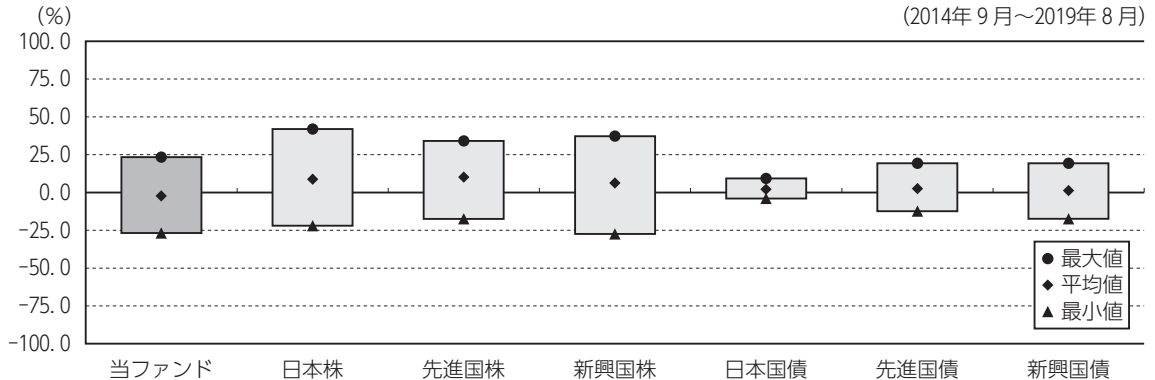 (%)
(2014年9月～2019年8月)
100.0
75.0
50.0
25.0
0.0
-25.0
-50.0
-75.0
-100.0
● 最大値
◆ 平均値
▲ 最小値
当ファンド 日本株 先進国株 新興国株 日本国債 先進国債 新興国債